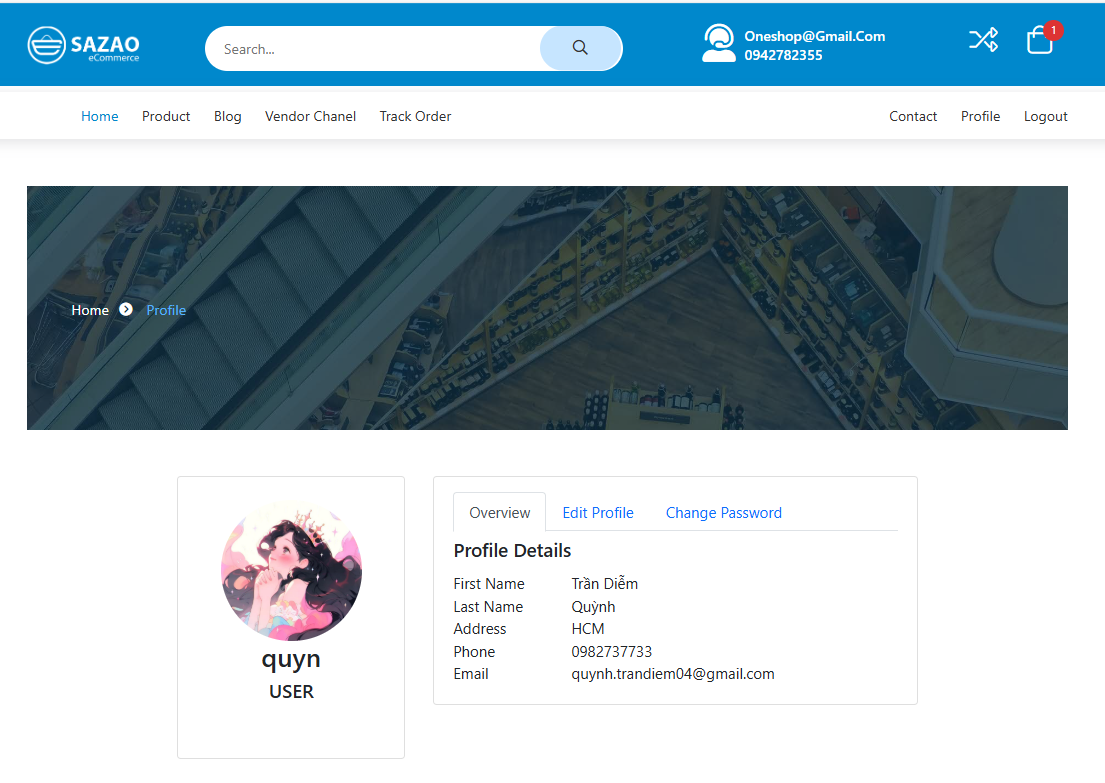 SAZAO
eCommerce
Search...
Oneshop@Gmail.Com
0942782355
1
Home Product Blog Vendor Chanel Track Order Contact Profile Logout
Home Profile
Overview Edit Profile Change Password
Profile Details
First Name Trần Diễm
Last Name Quỳnh
Address HCM
Phone 0982737733
Email quynh.trandiem04@gmail.com
quyn
USER